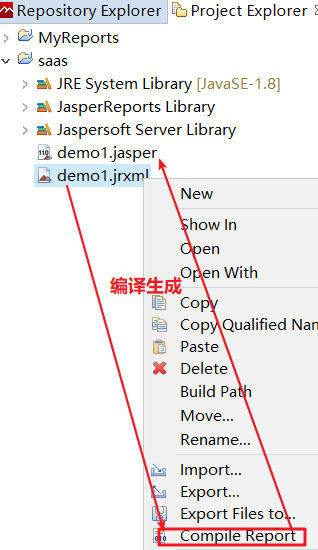 Repository Explorer Project Explorer
MyReports
saas
JRE System Library [JavaSE-1.8]
JasperReports Library
Jaspersoft Server Library
demo1.jasper
demo1.jrxml
New
Show In
Open
Open With
编译生成
Copy
Copy Qualified Nam
Paste
Delete
Build Path
Move...
Rename...
Import...
Export...
Export Files to...
Compile Report